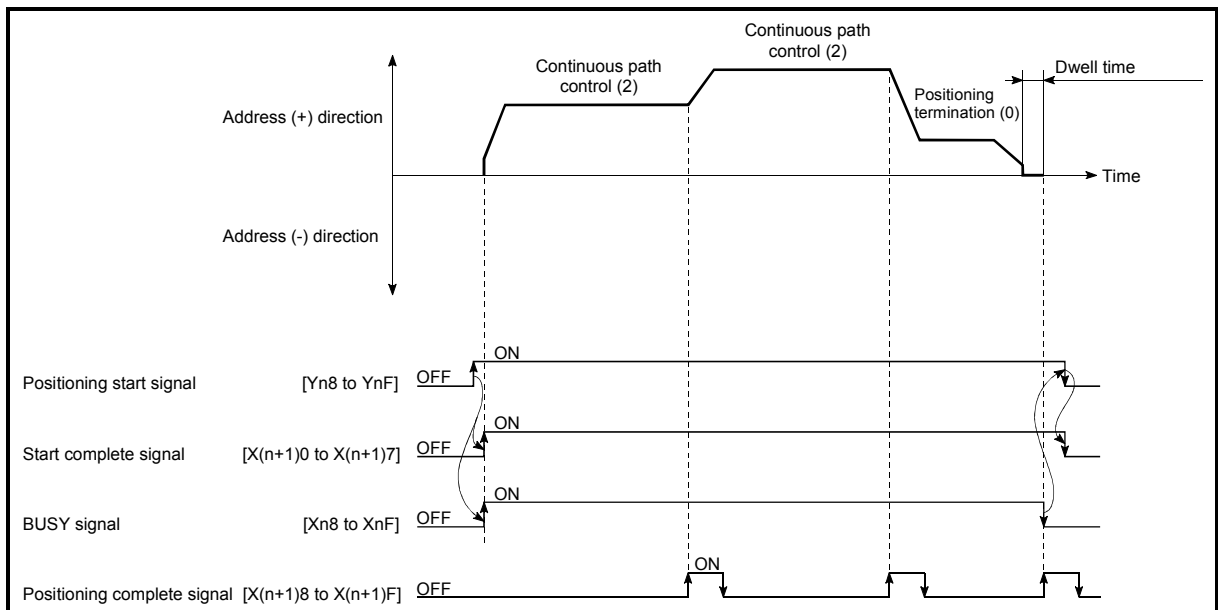 Continuous path
control (2)
Continuous path
control (2)
Dwell time
Positioning
termination (0)
Address (+) direction
Time
Address (-) direction
ON
Positioning start signal [Yn8 to YnF] OFF
ON
Start complete signal [X(n+1)0 to X(n+1)7] OFF
ON
BUSY signal [Xn8 to XnF] OFF
ON
Positioning complete signal [X(n+1)8 to X(n+1)F] OFF